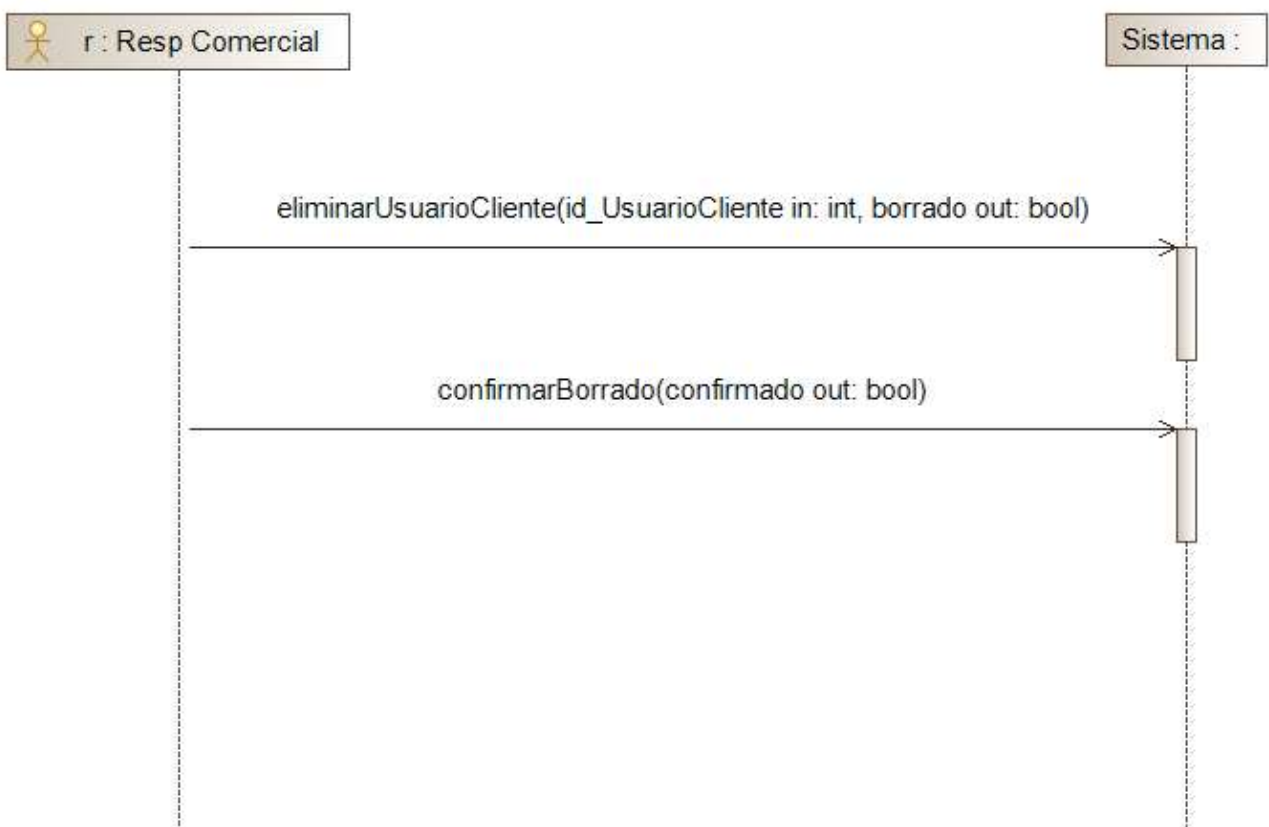 r : Resp Comercial
Sistema :
eliminarUsuarioCliente(id_UsuarioCliente in: int, borrado out: bool)
confirmarBorrado(confirmado out: bool)